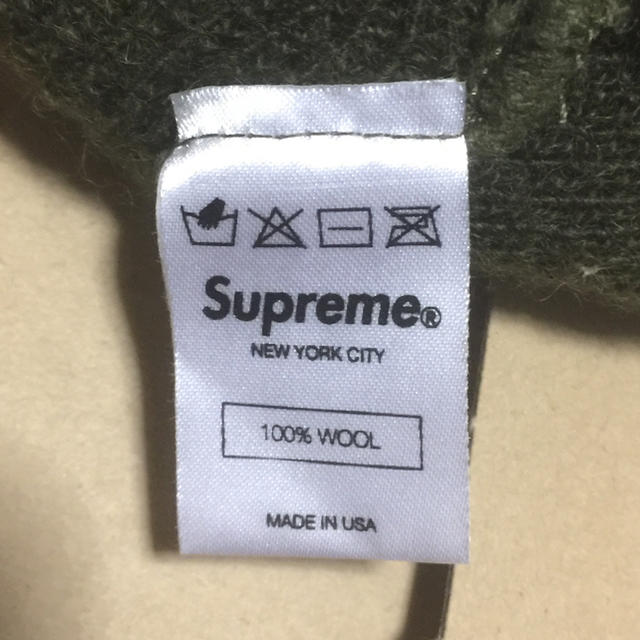 Supreme®
NEW YORK CITY
100% WOOL
MADE IN USA